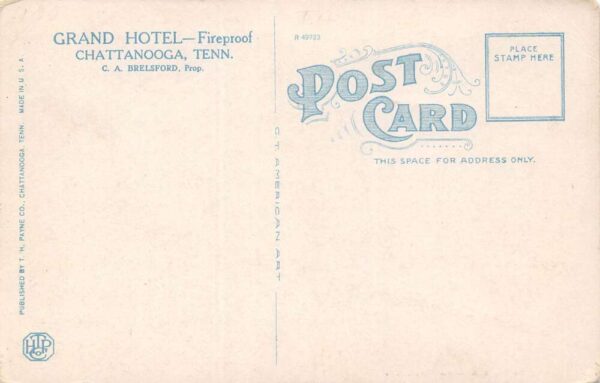 GRAND HOTEL—Fireproof
CHATTANOOGA, TENN.
C. A. BRELSFORD, Prop.
PUBLISHED BY T. H. PAYNE CO., CHATTANOOGA, TENN. MADE IN U. S. A.
C T AMERICAN ART
R 49723
POST CARD
PLACE
STAMP HERE
THIS SPACE FOR ADDRESS ONLY.